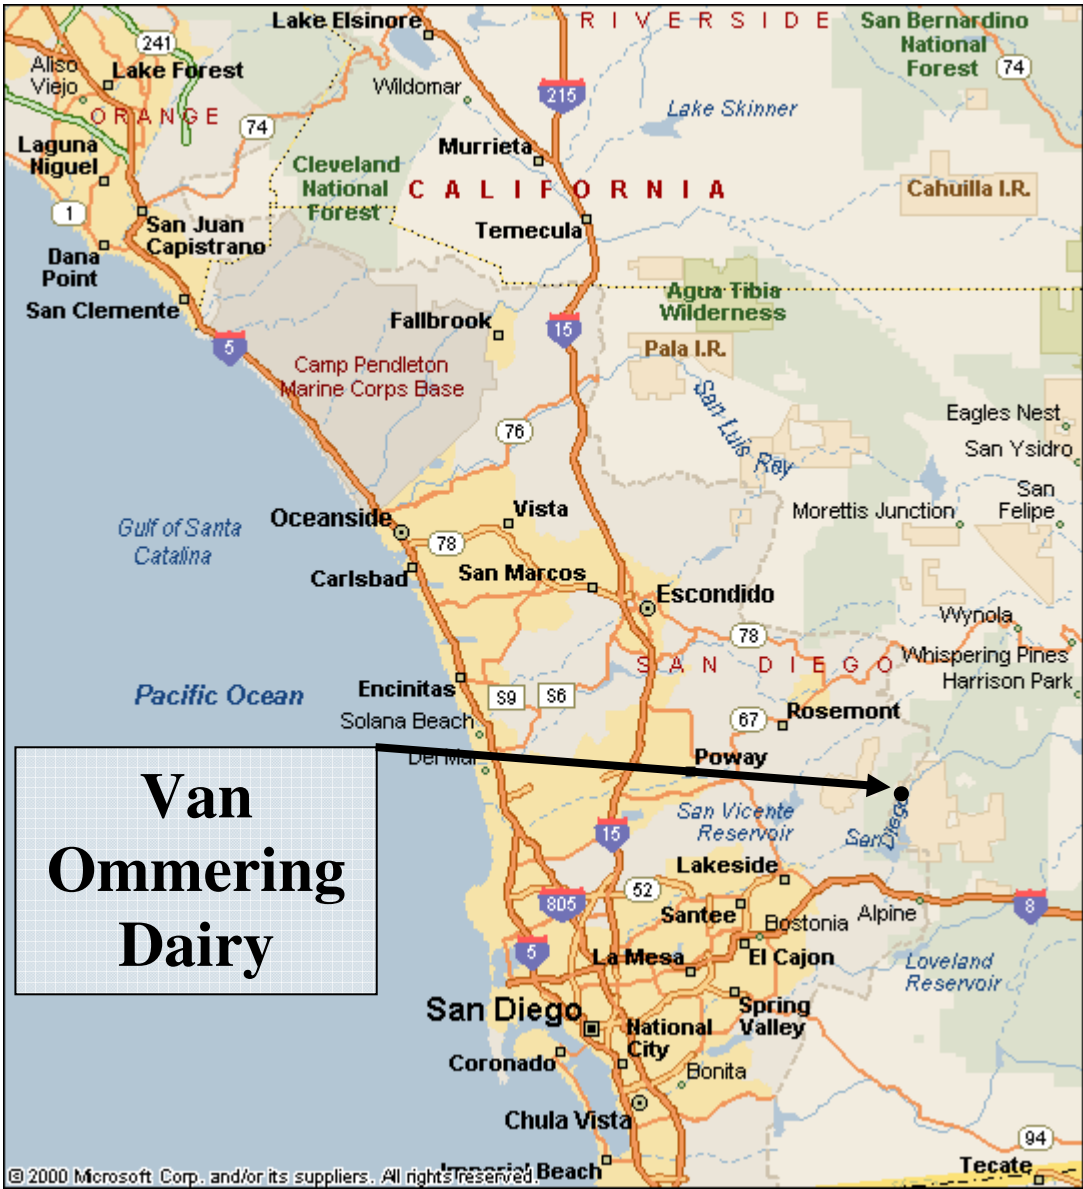 Lake Elsinore
RIVERSIDE
San Bernardino
National
Forest
74
241
Aliso
Viejo
Lake Forest
Wildomar
215
Lake Skinner
ORANGE
74
Laguna
Niguel
Murrieta
Cleveland
National
Forest
CALIFORNIA
Cahuilla I.R.
1
San Juan
Capistrano
Temecula
Dana
Point
San Clemente
Agua Tibia
Wilderness
Fallbrook
15
5
Pala I.R.
Camp Pendleton
Marine Corps Base
San Luis Rey
Eagles Nest
76
San Ysidro
San
Felipe
Morettis Junction
Vista
Oceanside
Gulf of Santa
Catalina
78
Carlsbad
San Marcos
Escondido
Wynola
78
SAN DIEGO
Whispering Pines
Harrison Park
Encinitas
Pacific Ocean
S9
S6
Solana Beach
67
Rosemont
Del Mar
Poway
Van
Ommering
Dairy
San Vicente
Reservoir
San Diego
15
Lakeside
52
805
Santee
Bostonia
Alpine
8
5
La Mesa
El Cajon
Loveland
Reservoir
San Diego
Spring
Valley
National
City
Coronado
Bonita
Chula Vista
94
Imperial Beach
Tecate
© 2000 Microsoft Corp. and/or its suppliers. All rights reserved.